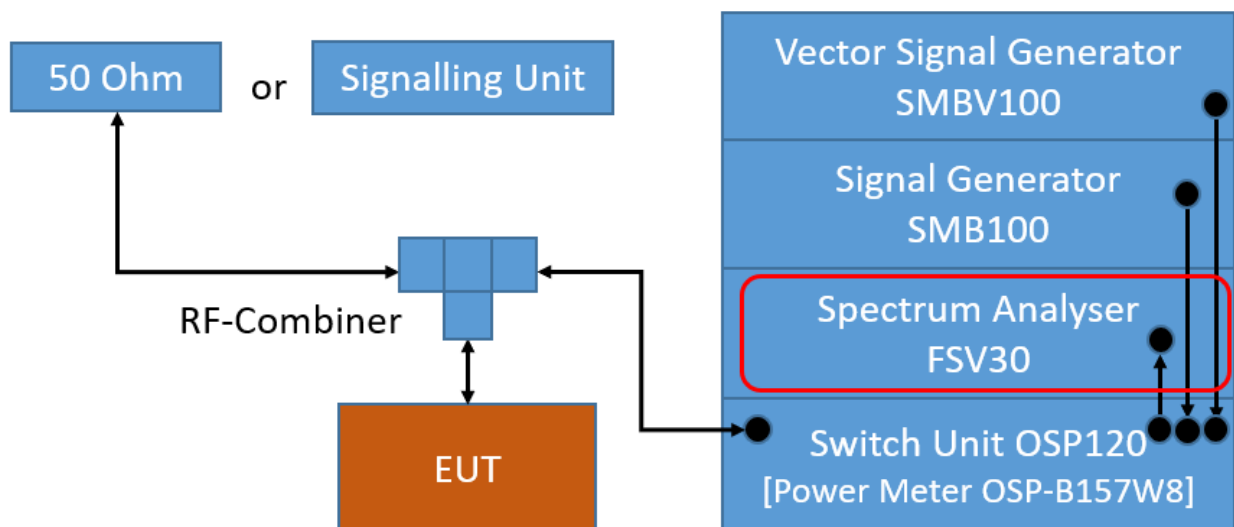 50 Ohm
or
Signalling Unit
RF-Combiner
EUT
Vector Signal Generator
SMBV100
Signal Generator
SMB100
Spectrum Analyser
FSV30
Switch Unit OSP120
[Power Meter OSP-B157W8]